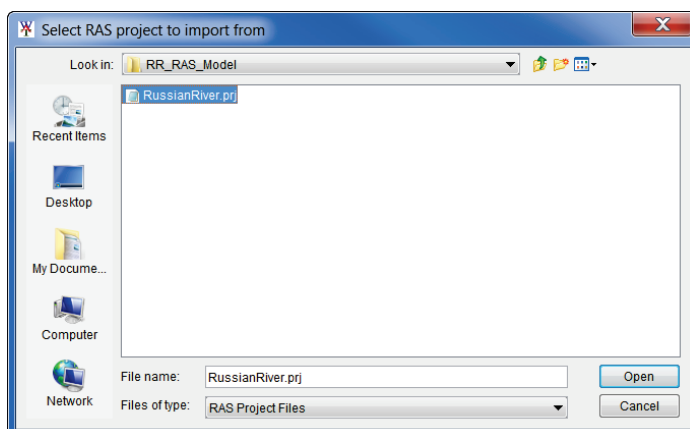 Select RAS project to import from
X
Look in:
RR_RAS_Model
RussianRiver.prj
Recent Items
Desktop
My Docume...
Computer
Network
File name:
RussianRiver.prj
Open
Files of type:
RAS Project Files
Cancel